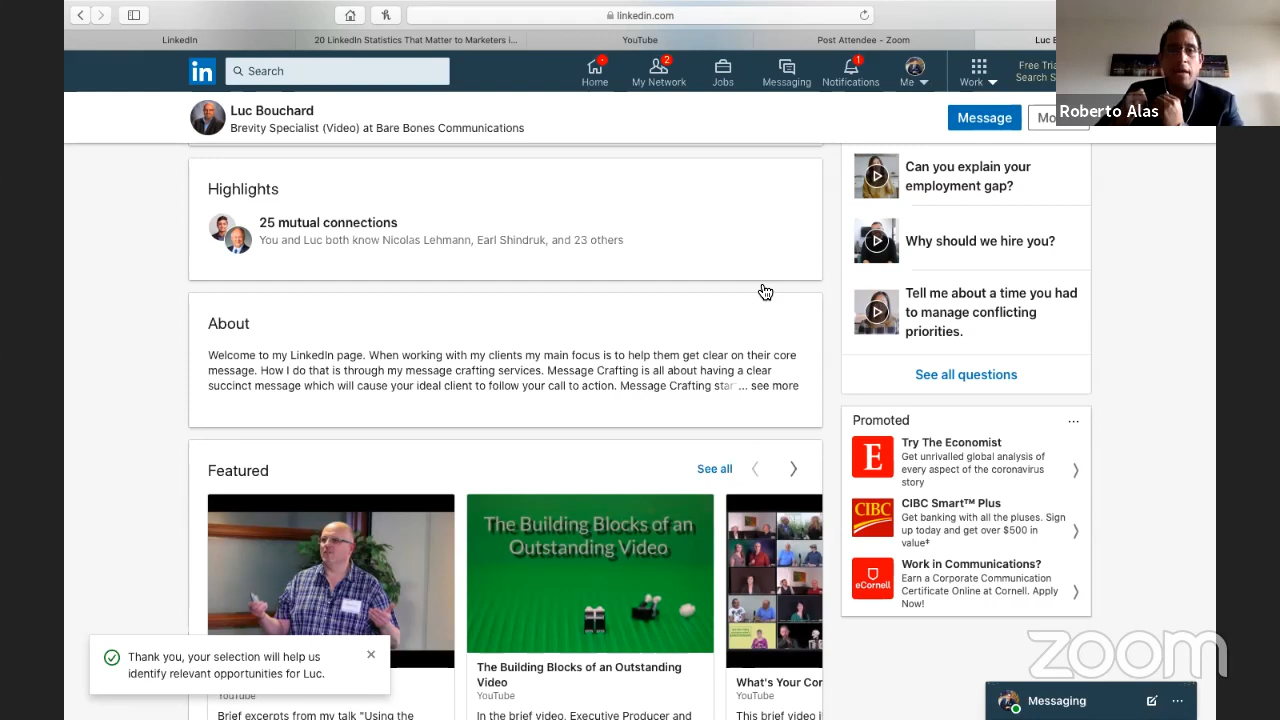 linkedin.com
LinkedIn
20 LinkedIn Statistics That Matter to Marketers i...
YouTube
Post Attendee - Zoom
Luc B
in
Search
Home
2
My Network
Jobs
Messaging
1
Notifications
Me
Work
Free Tria
Search S
Roberto Alas
Luc Bouchard
Brevity Specialist (Video) at Bare Bones Communications
Message
Mo
Highlights
25 mutual connections
You and Luc both know Nicolas Lehmann, Earl Shindruk, and 23 others
About
Welcome to my LinkedIn page. When working with my clients my main focus is to help them get clear on their core
message. How I do that is through my message crafting services. Message Crafting is all about having a clear
succinct message which will cause your ideal client to follow your call to action. Message Crafting star... see more
Featured
See all
The Building Blocks of an
Outstanding Video
The Building Blocks of an Outstanding
Video
YouTube
In the brief video, Executive Producer and
What's Your Cor
YouTube
This brief video i
YouTube
Brief excerpts from my talk "Using the
Thank you, your selection will help us
identify relevant opportunities for Luc.
Can you explain your
employment gap?
Why should we hire you?
Tell me about a time you had
to manage conflicting
priorities.
See all questions
Promoted
E
Try The Economist
Get unrivalled global analysis of
every aspect of the coronavirus
story
CIBC
CIBC Smart™ Plus
Get banking with all the pluses. Sign
up today and get over $500 in
value‡
eCornell
Work in Communications?
Earn a Corporate Communication
Certificate Online at Cornell. Apply
Now!
zoom
Messaging